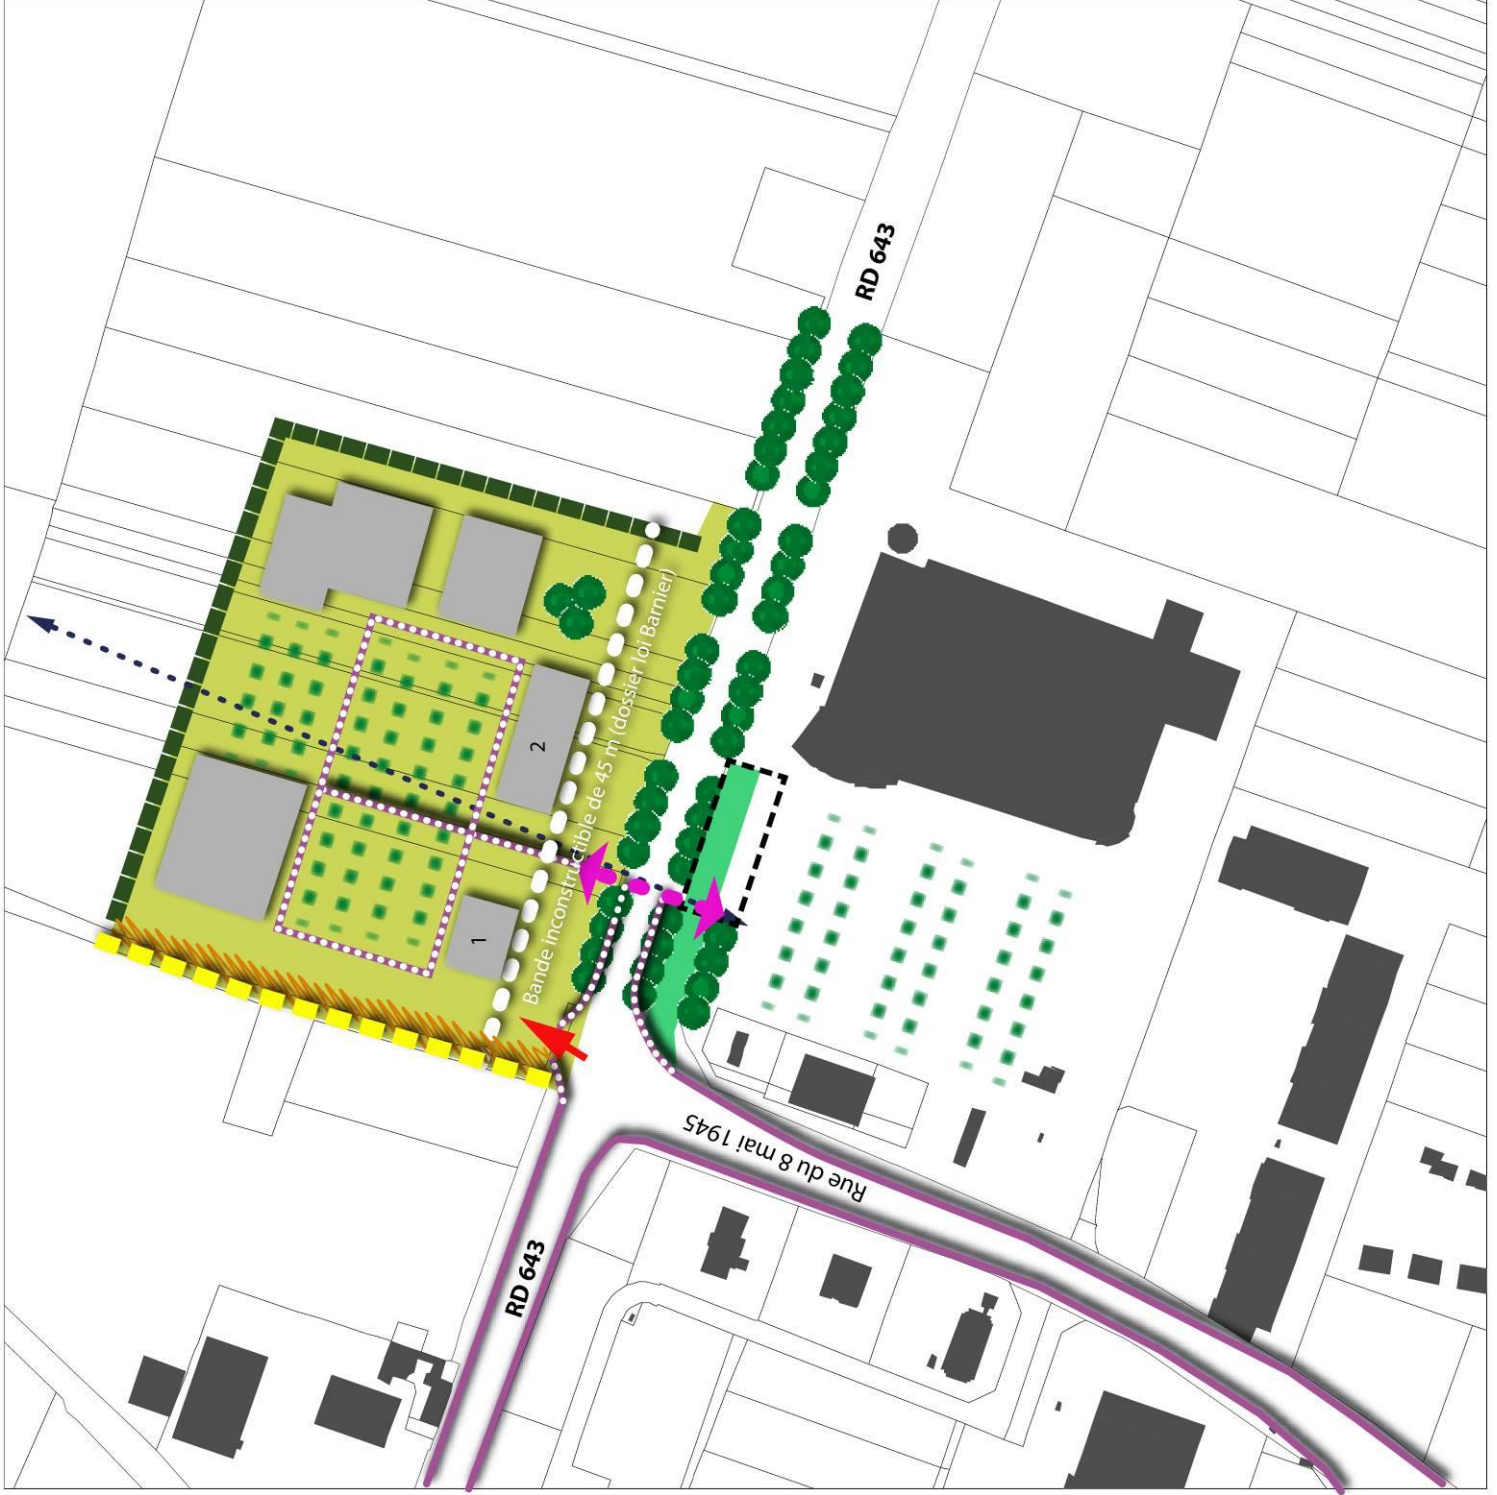 RD 643
Bande inconstructible de 45 m (dossier loi Barnier)
2
1
Rue du 8 mai 1945
RD 643